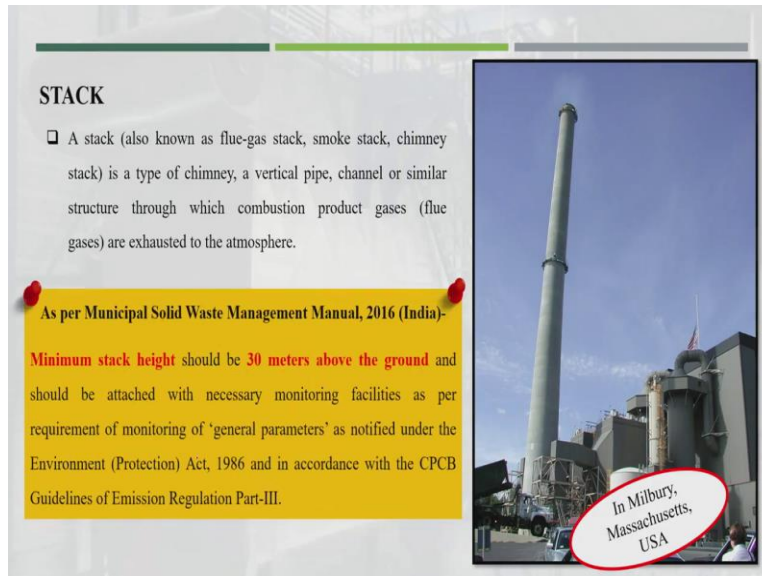 STACK
❑ A stack (also known as flue-gas stack, smoke stack, chimney
stack) is a type of chimney, a vertical pipe, channel or similar
structure through which combustion product gases (flue
gases) are exhausted to the atmosphere.
As per Municipal Solid Waste Management Manual, 2016 (India)-
Minimum stack height should be 30 meters above the ground and
should be attached with necessary monitoring facilities as per
requirement of monitoring of ‘general parameters’ as notified under the
Environment (Protection) Act, 1986 and in accordance with the CPCB
Guidelines of Emission Regulation Part-III.
In Milbury,
Massachusetts,
USA